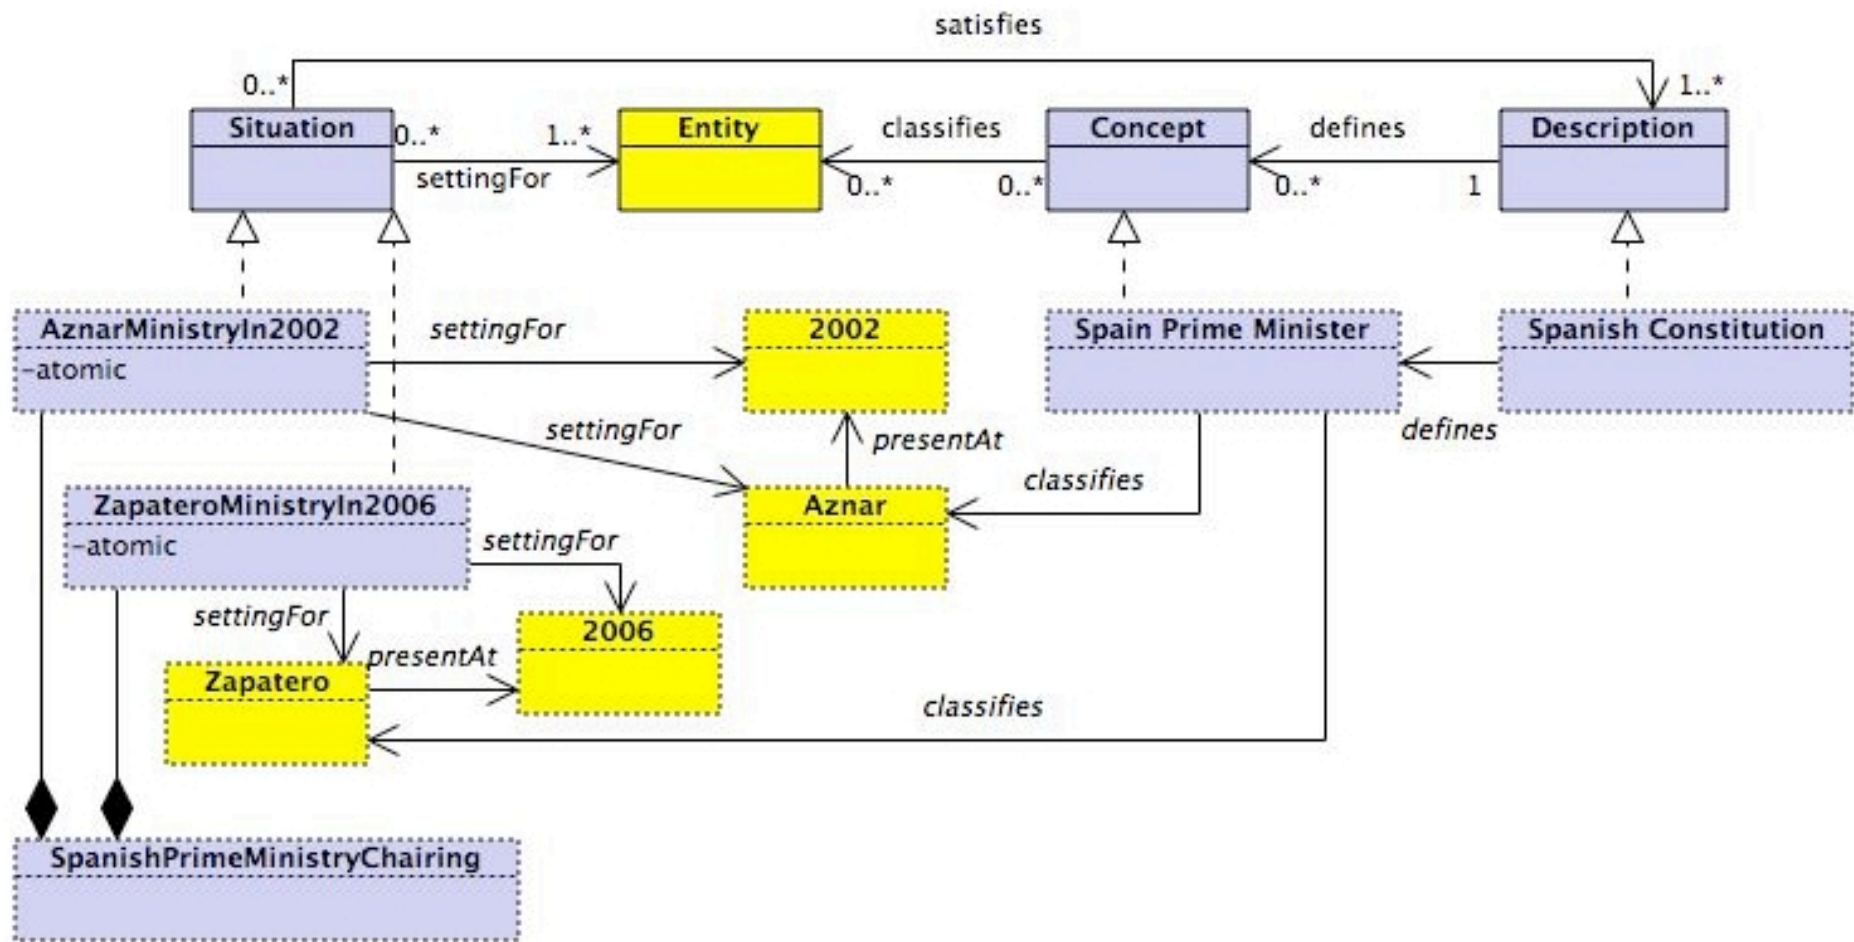 satisfies
0..*
1..*
Situation
0..*
1..*
Entity
classifies
Concept
defines
Description
settingFor
0..*
0..*
0..*
1
AznarMinistryIn2002
-atomic
settingFor
2002
Spain Prime Minister
Spanish Constitution
settingFor
presentAt
defines
classifies
ZapateroMinistryIn2006
-atomic
Aznar
settingFor
settingFor
2006
presentAt
Zapatero
classifies
SpanishPrimeMinistryChairing